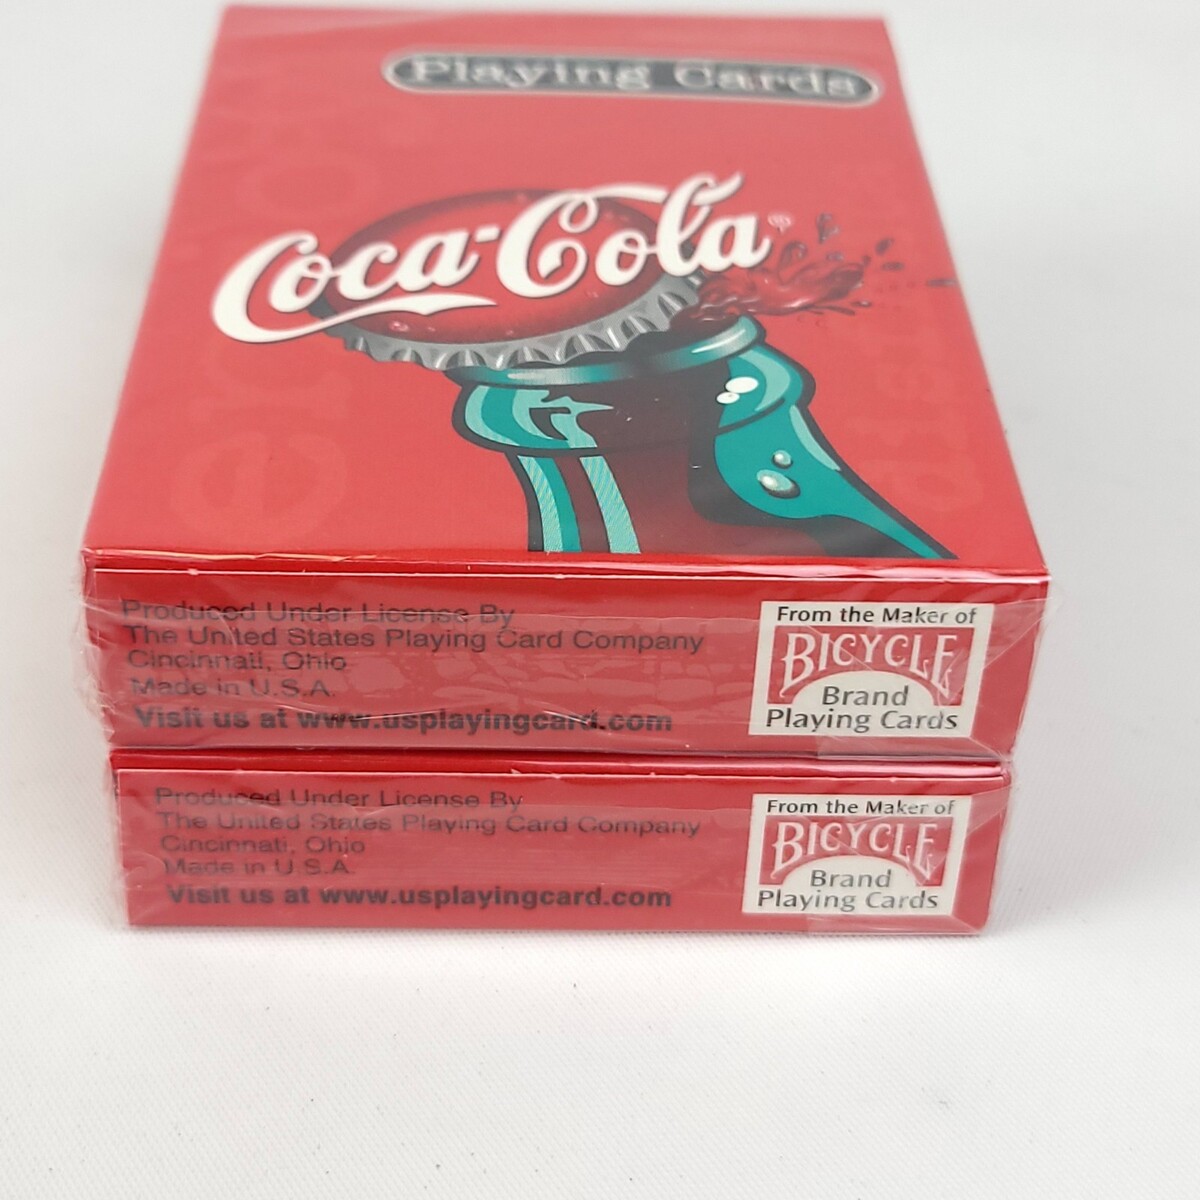 Playing Cards
Coca-Cola®
Produced Under License By
The United States Playing Card Company
Cincinnati, Ohio
Made in U.S.A.
Visit us at www.usplayingcard.com
From the Maker of
BICYCLE
Brand
Playing Cards
Produced Under License By
The United States Playing Card Company
Cincinnati, Ohio
Made in U.S.A.
Visit us at www.usplayingcard.com
From the Maker of
BICYCLE
Brand
Playing Cards